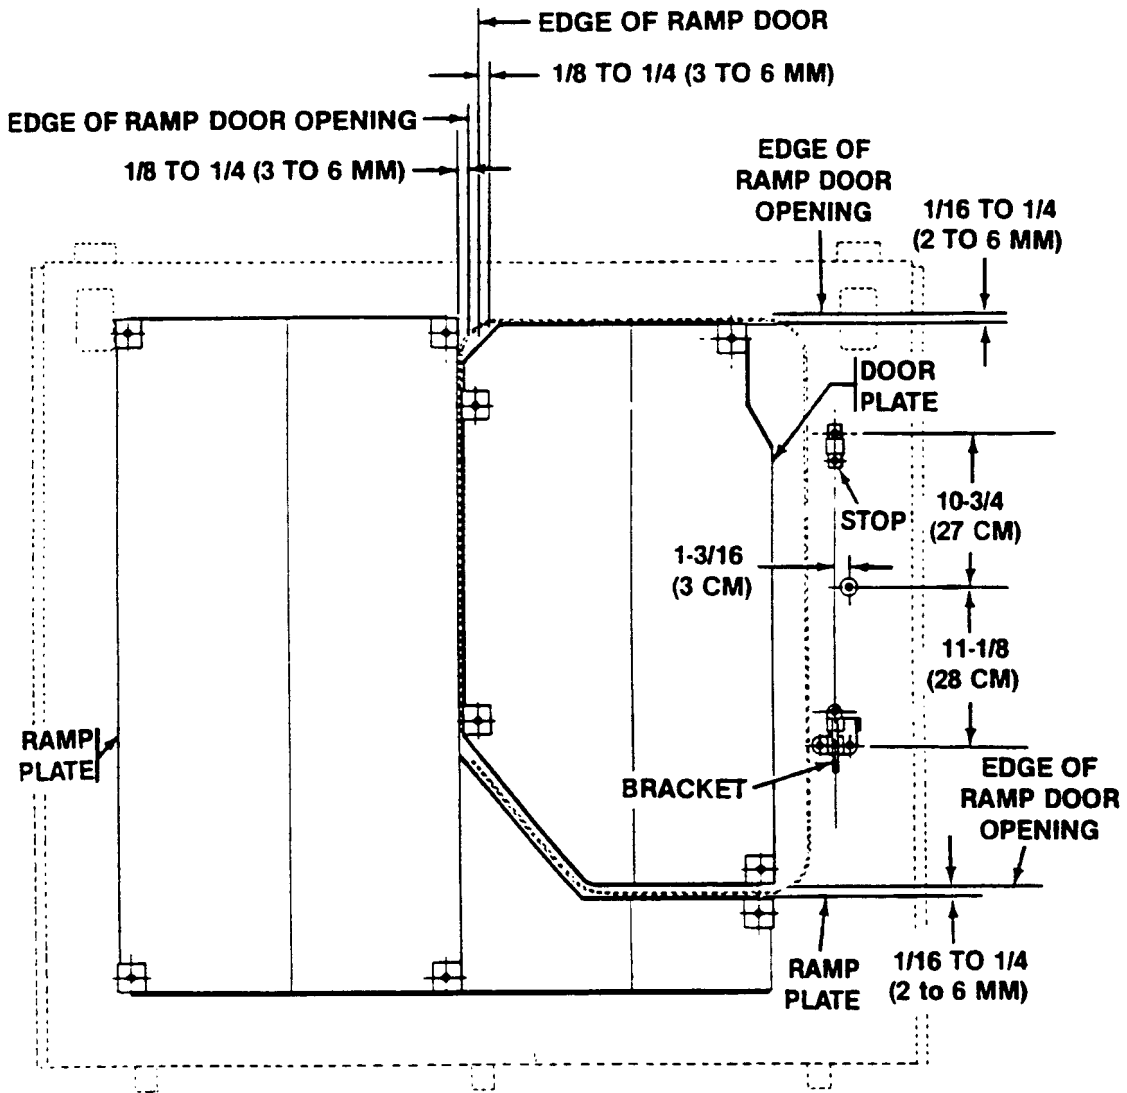 EDGE OF RAMP DOOR
1/8 TO 1/4 (3 TO 6 MM)
EDGE OF RAMP DOOR OPENING
1/8 TO 1/4 (3 TO 6 MM)
EDGE OF
RAMP DOOR
OPENING
1/16 TO 1/4
(2 TO 6 MM)
DOOR
PLATE
STOP
10-3/4
(27 CM)
1-3/16
(3 CM)
11-1/8
(28 CM)
RAMP
PLATE
BRACKET
EDGE OF
RAMP DOOR
OPENING
RAMP
PLATE
1/16 TO 1/4
(2 to 6 MM)